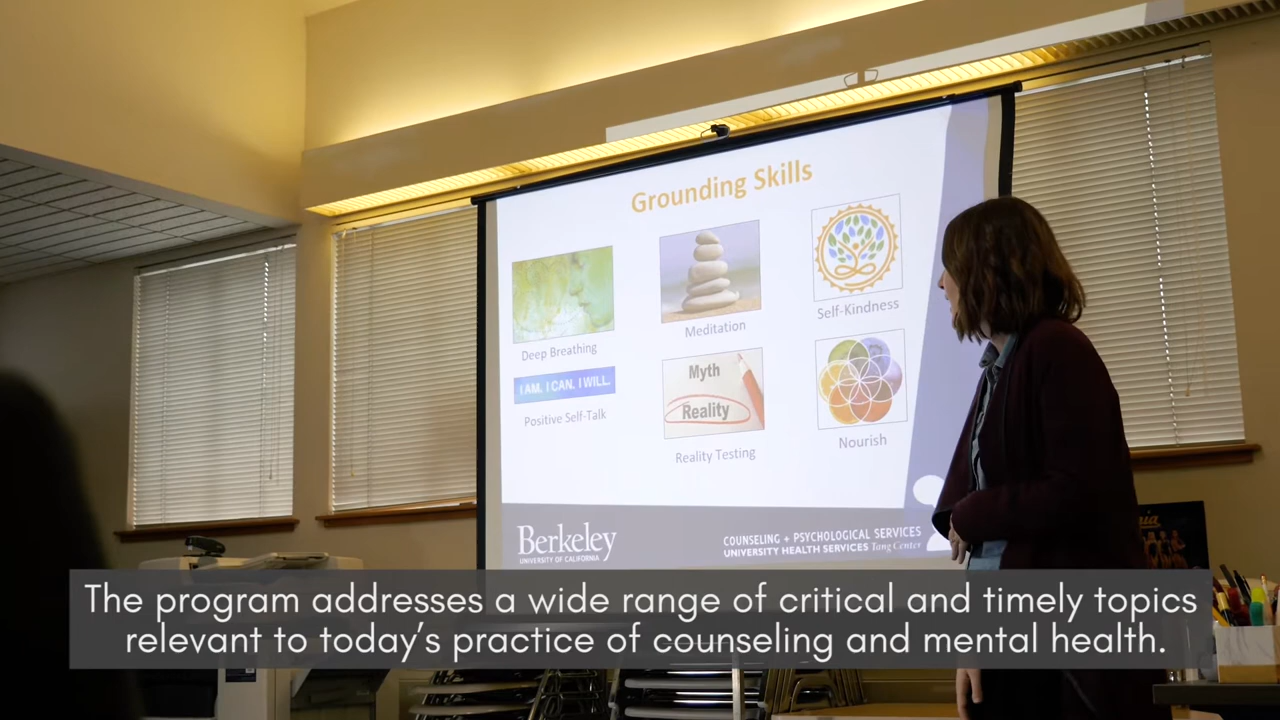 Grounding Skills
Deep Breathing
Meditation
Self-Kindness
I AM. I CAN. I WILL.
Positive Self-Talk
Myth
Reality
Reality Testing
Nourish
Berkeley
UNIVERSITY OF CALIFORNIA
COUNSELING + PSYCHOLOGICAL SERVICES
UNIVERSITY HEALTH SERVICES Tang Center
The program addresses a wide range of critical and timely topics
relevant to today's practice of counseling and mental health.